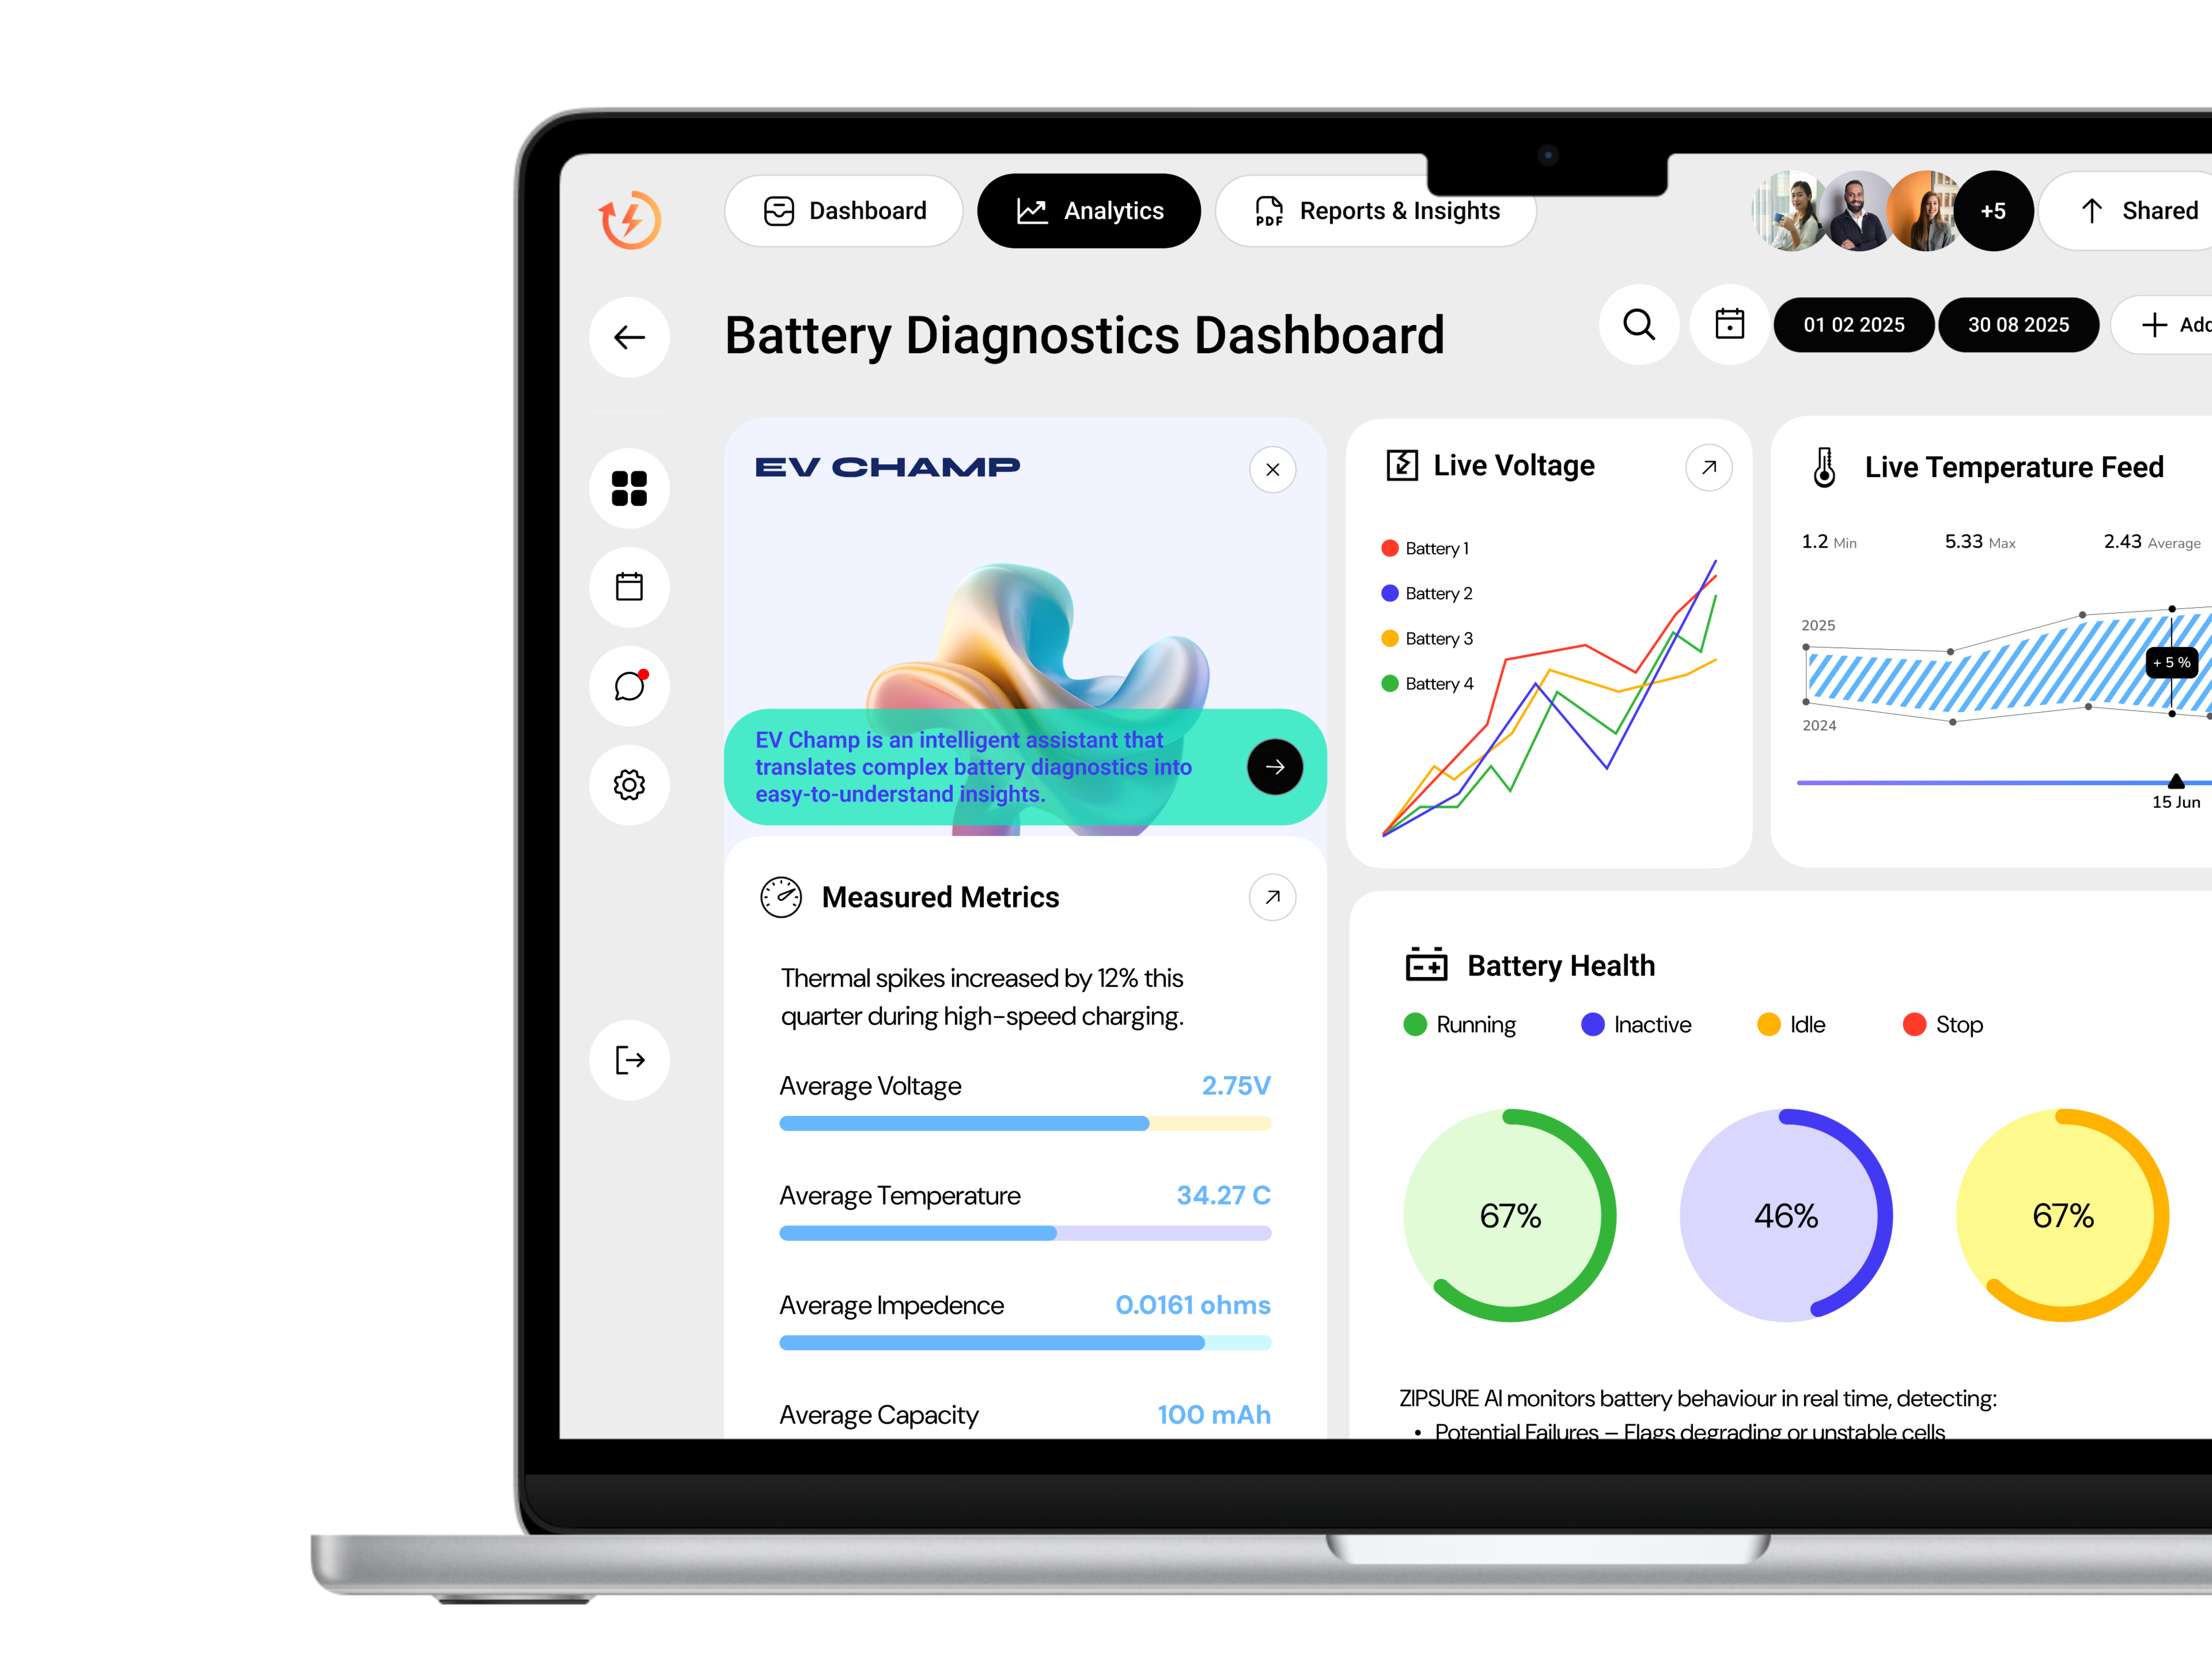 Dashboard
Analytics
PDF
Reports & Insights
+5
Shared
Battery Diagnostics Dashboard
01 02 2025
30 08 2025
EV CHAMP
EV Champ is an intelligent assistant that
translates complex battery diagnostics into
easy-to-understand insights.
Live Voltage
Battery 1
Battery 2
Battery 3
Battery 4
Live Temperature Feed
1.2 Min
5.33 Max
2.43 Average
2025
+ 5 %
2024
15 Jun
Measured Metrics
Thermal spikes increased by 12% this
quarter during high-speed charging.
Average Voltage
2.75V
Average Temperature
34.27 C
Average Impedence
0.0161 ohms
Average Capacity
100 mAh
Battery Health
Running
Inactive
Idle
Stop
67%
46%
67%
ZIPSURE AI monitors battery behaviour in real time, detecting:
• Potential Failures – Flags degrading or unstable cells